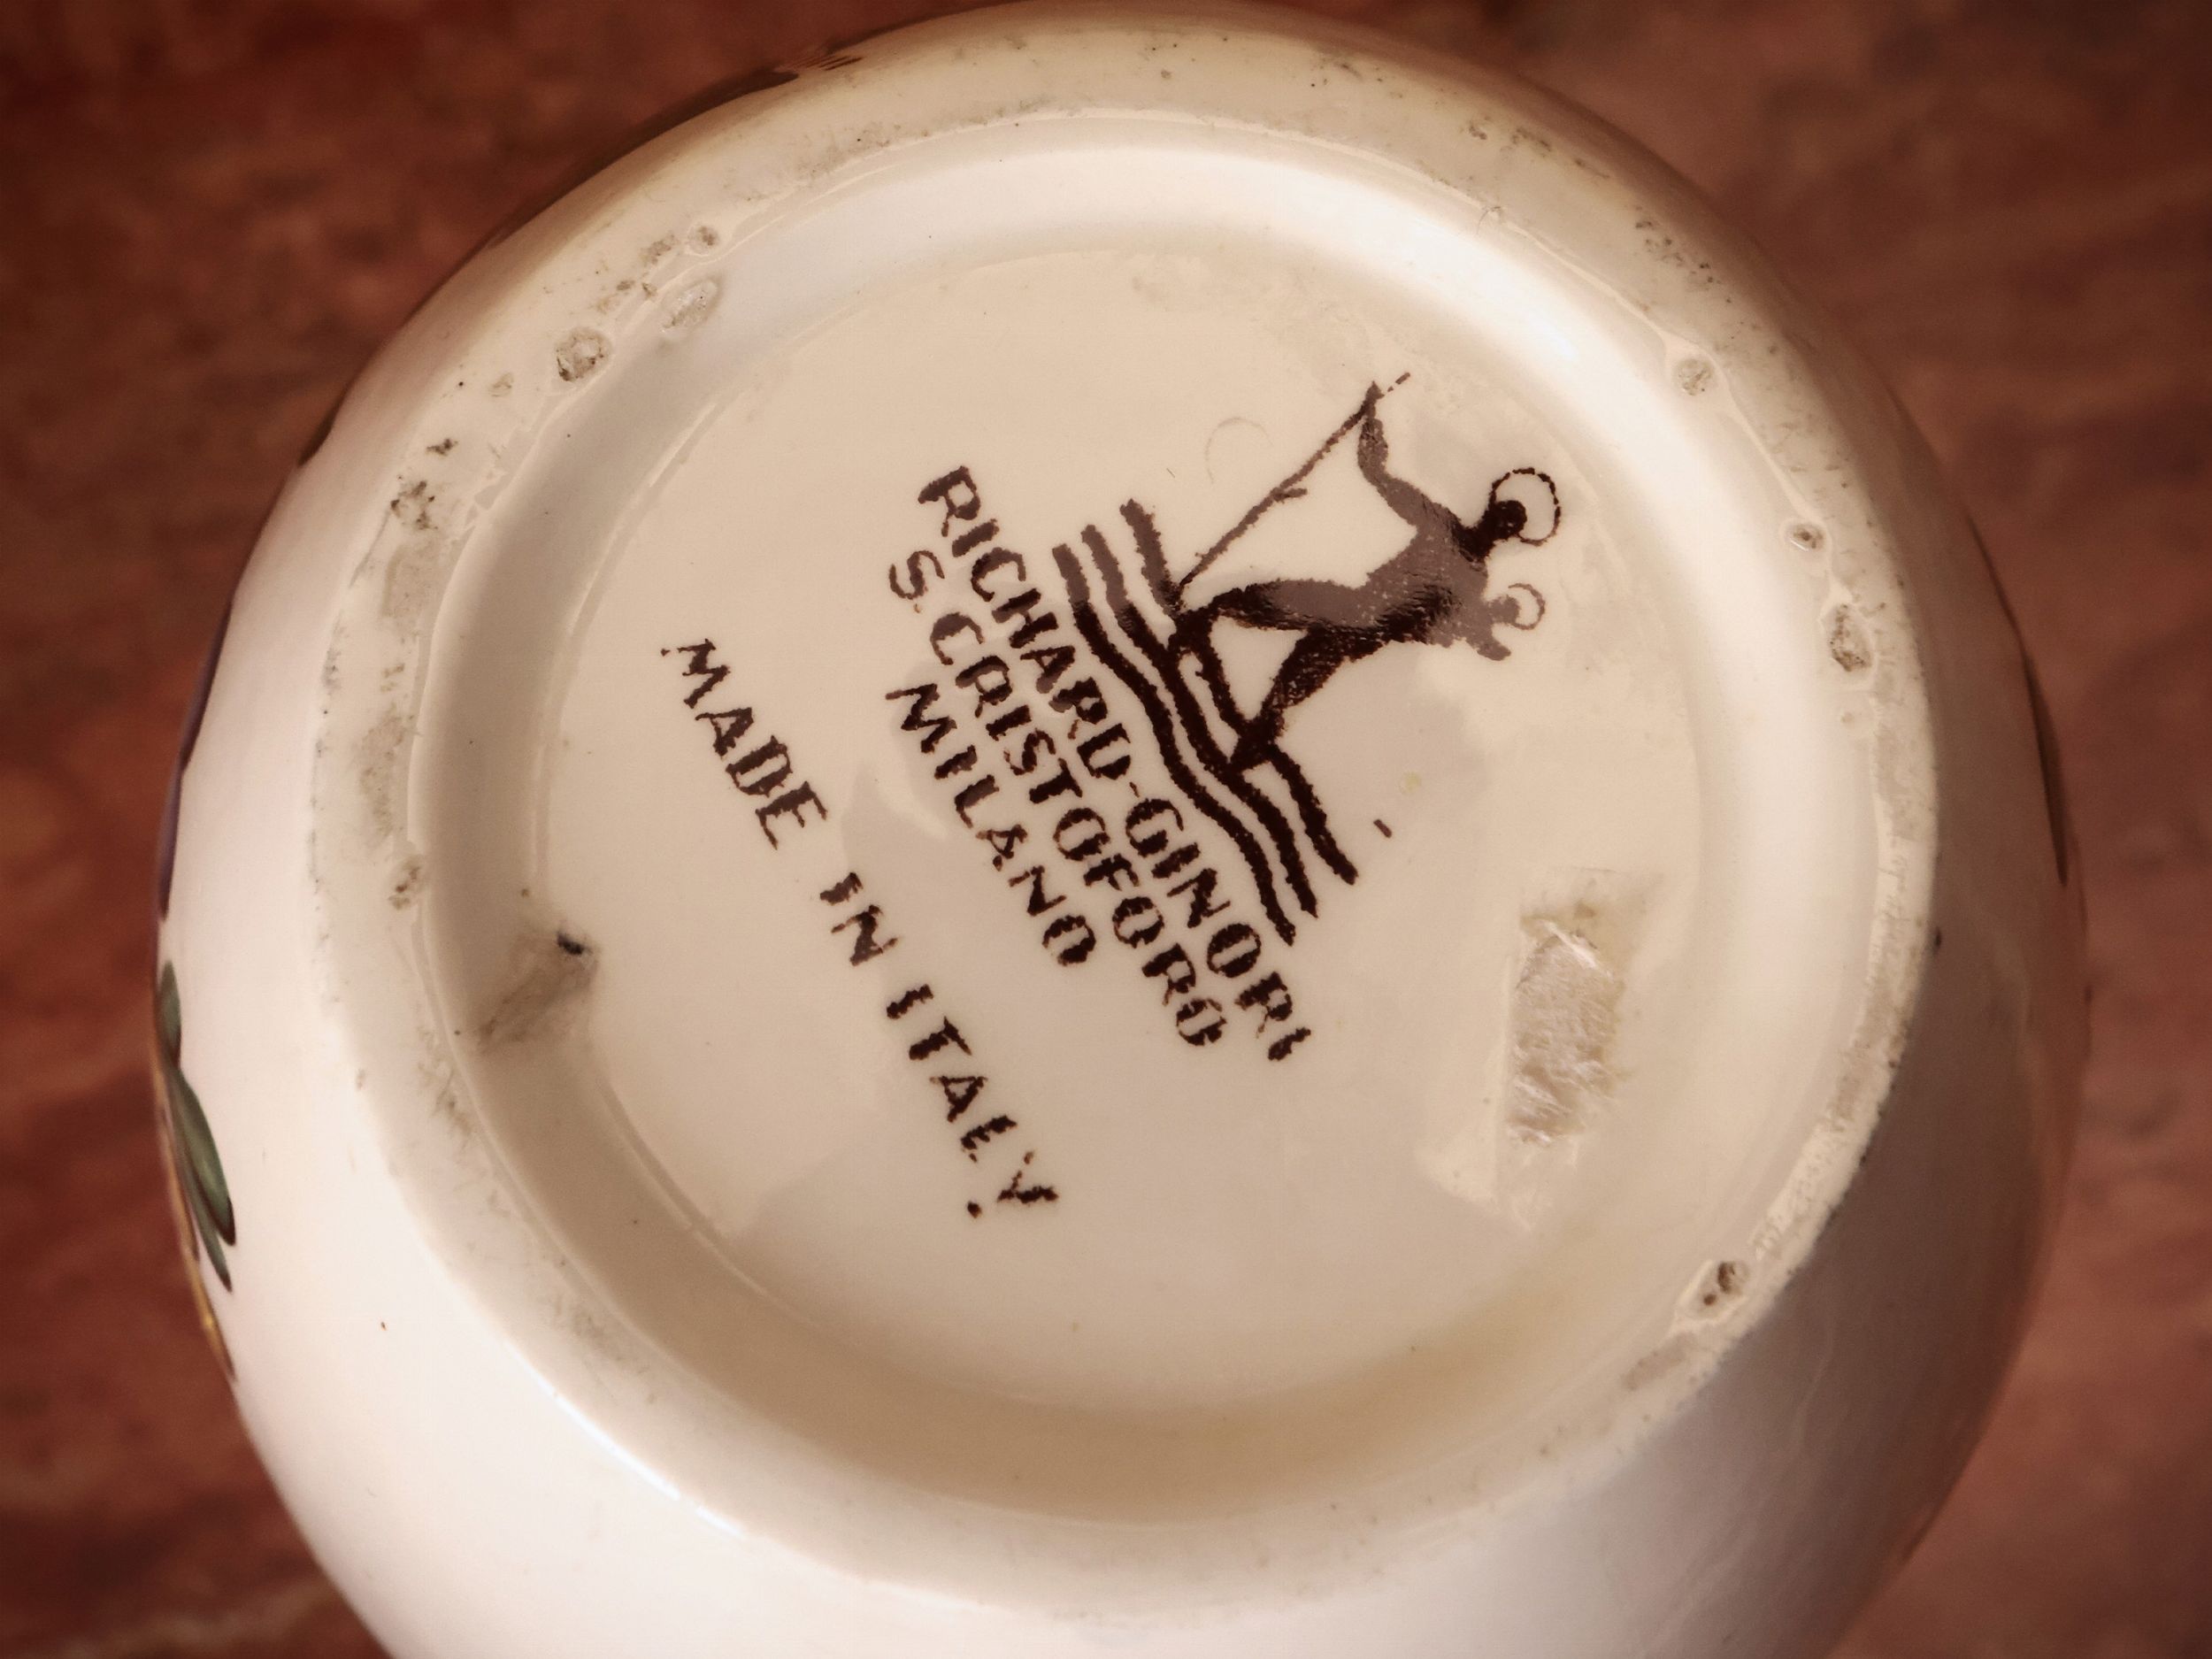 RICHARD-GINORI
S. CRISTOFORO
MILANO
MADE IN ITALY